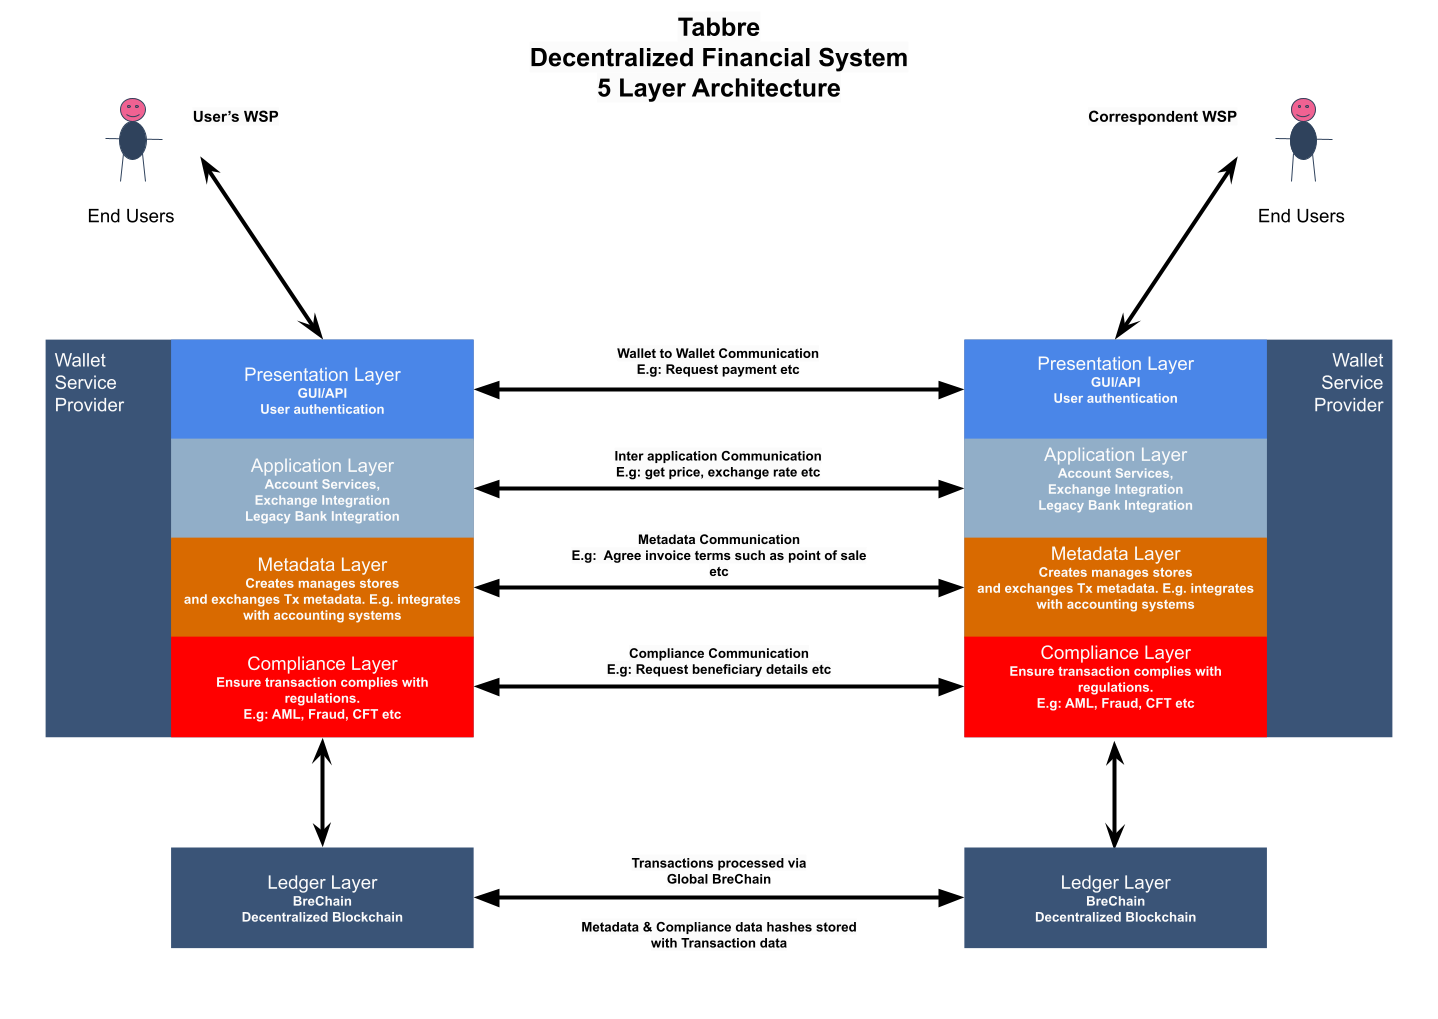 Tabbre
Decentralized Financial System
5 Layer Architecture
User’s WSP
Correspondent WSP
End Users
End Users
Wallet
Service
Provider
Presentation Layer
GUI/API
User authentication
Wallet to Wallet Communication
E.g: Request payment etc
Presentation Layer
GUI/API
User authentication
Wallet
Service
Provider
Application Layer
Account Services,
Exchange Integration
Legacy Bank Integration
Inter application Communication
E.g: get price, exchange rate etc
Application Layer
Account Services,
Exchange Integration
Legacy Bank Integration
Metadata Layer
Creates manages stores
and exchanges Tx metadata. E.g. integrates
with accounting systems
Metadata Communication
E.g:  Agree invoice terms such as point of sale
etc
Metadata Layer
Creates manages stores
and exchanges Tx metadata. E.g. integrates
with accounting systems
Compliance Layer
Ensure transaction complies with
regulations.
E.g: AML, Fraud, CFT etc
Compliance Communication
E.g: Request beneficiary details etc
Compliance Layer
Ensure transaction complies with
regulations.
E.g: AML, Fraud, CFT etc
Ledger Layer
BreChain
Decentralized Blockchain
Transactions processed via
Global BreChain
Metadata & Compliance data hashes stored
with Transaction data
Ledger Layer
BreChain
Decentralized Blockchain